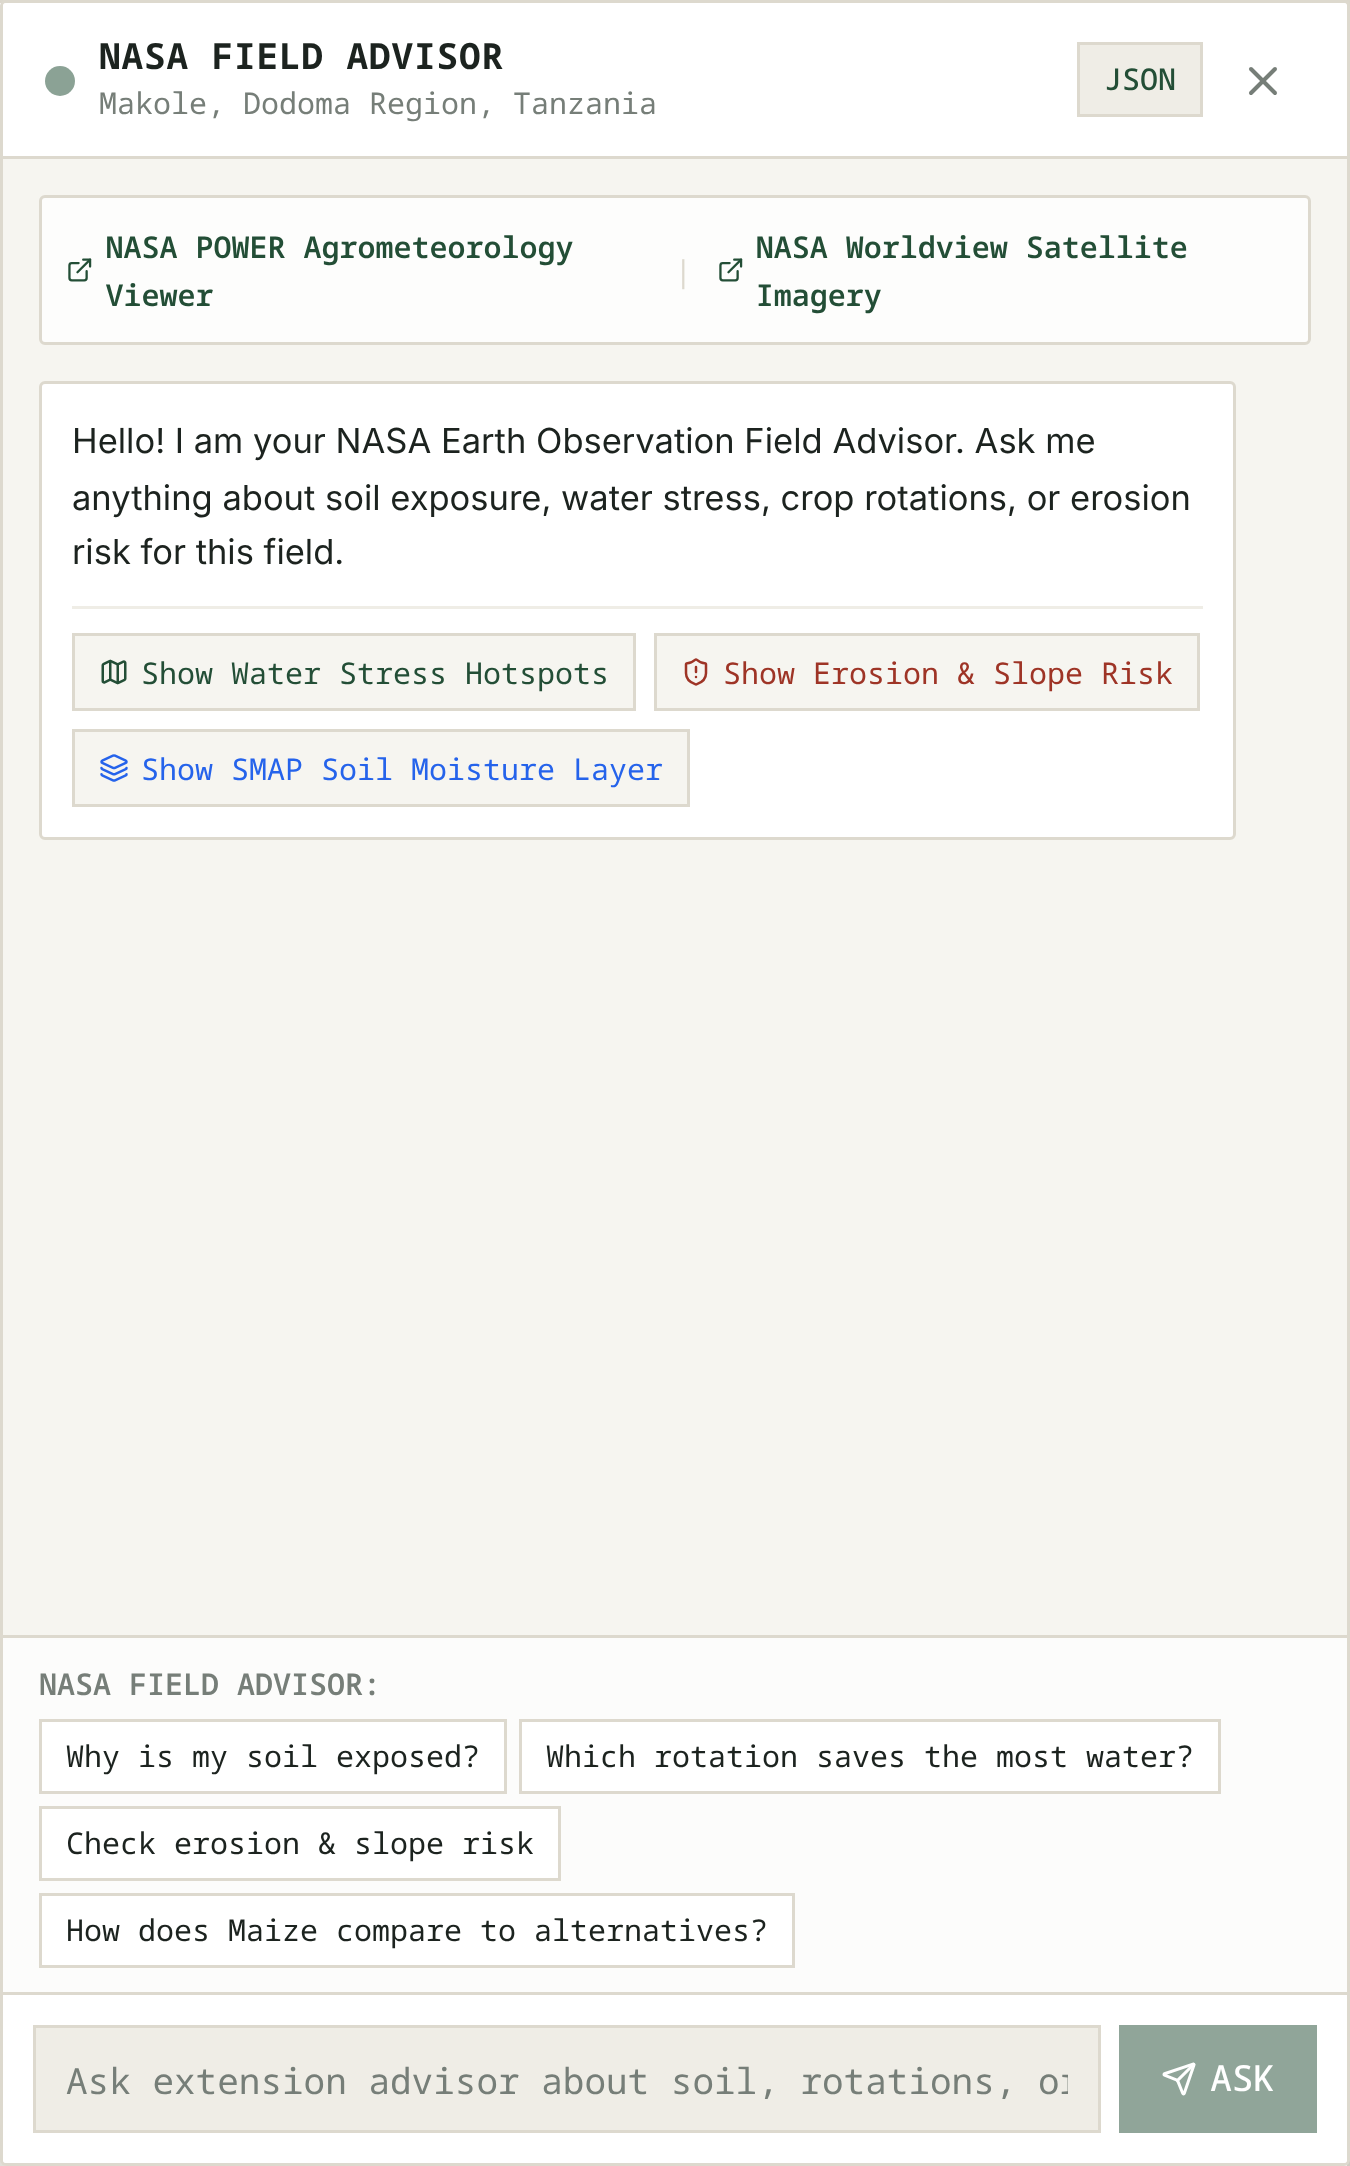 NASA FIELD ADVISOR
Makole, Dodoma Region, Tanzania
JSON
NASA POWER Agrometeorology
Viewer
NASA Worldview Satellite
Imagery
Hello! I am your NASA Earth Observation Field Advisor. Ask me
anything about soil exposure, water stress, crop rotations, or erosion
risk for this field.
Show Water Stress Hotspots
Show Erosion & Slope Risk
Show SMAP Soil Moisture Layer
NASA FIELD ADVISOR:
Why is my soil exposed?
Which rotation saves the most water?
Check erosion & slope risk
How does Maize compare to alternatives?
Ask extension advisor about soil, rotations,
ASK